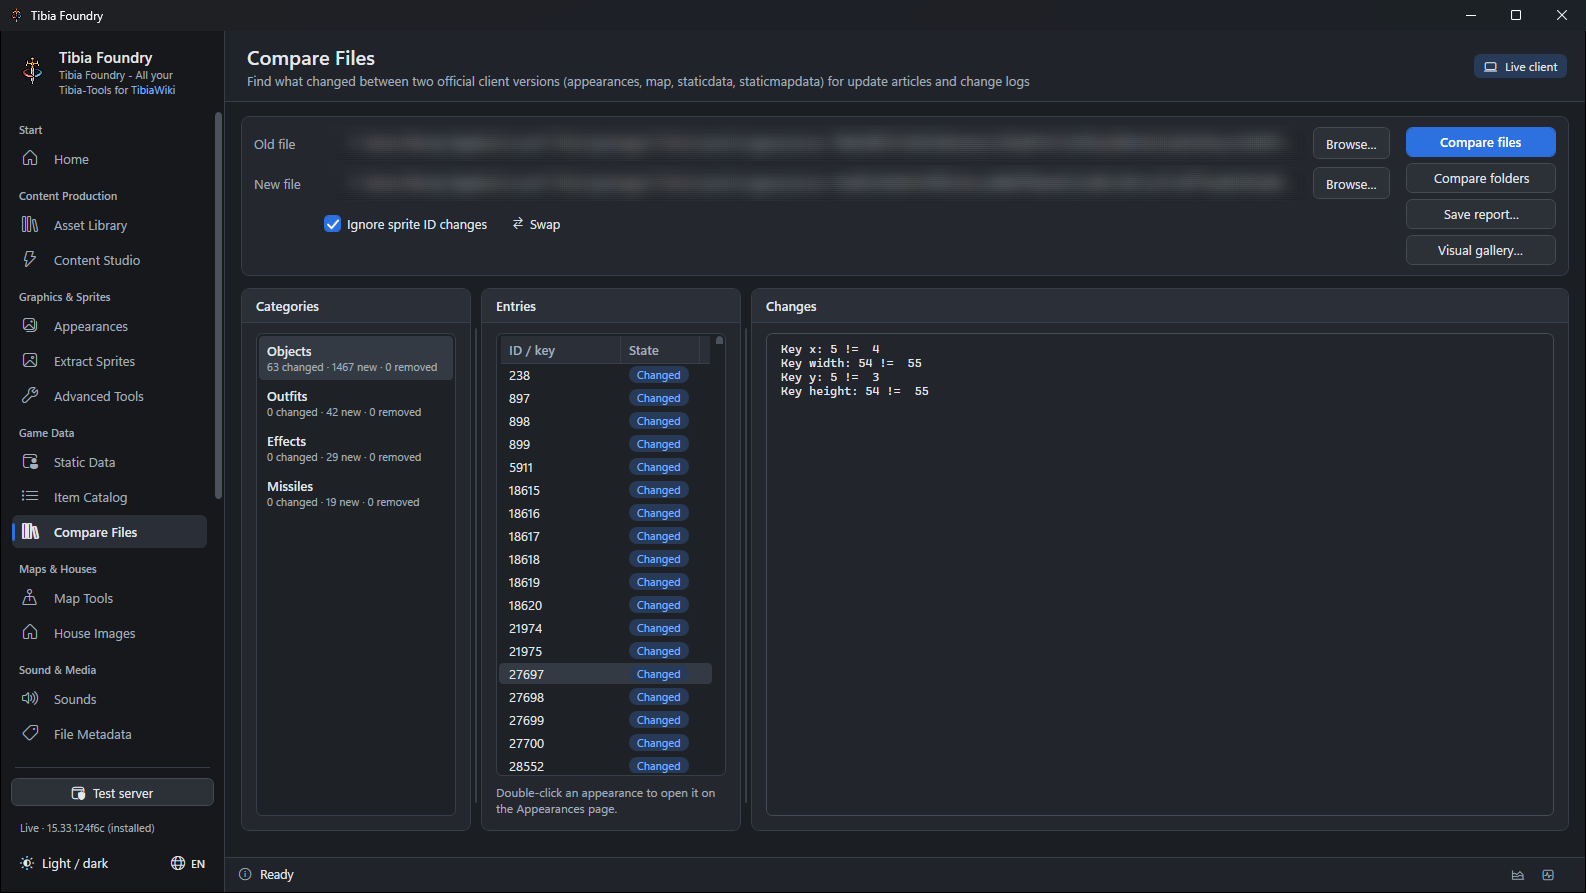 Tibia Foundry
Tibia Foundry
Tibia Foundry - All your
Tibia-Tools for TibiaWiki
Start
Home
Content Production
Asset Library
Content Studio
Graphics & Sprites
Appearances
Extract Sprites
Advanced Tools
Game Data
Static Data
Item Catalog
Compare Files
Maps & Houses
Map Tools
House Images
Sound & Media
Sounds
File Metadata
Test server
Live · 15.33.124f6c (installed)
Light / dark
EN
Compare Files
Find what changed between two official client versions (appearances, map, staticdata, staticmapdata) for update articles and change logs
Live client
Old file
Browse...
New file
Browse...
Ignore sprite ID changes
Swap
Compare files
Compare folders
Save report...
Visual gallery...
Categories
Objects
63 changed · 1467 new · 0 removed
Outfits
0 changed · 42 new · 0 removed
Effects
0 changed · 29 new · 0 removed
Missiles
0 changed · 19 new · 0 removed
Entries
ID / key State
238 Changed
897 Changed
898 Changed
899 Changed
5911 Changed
18615 Changed
18616 Changed
18617 Changed
18618 Changed
18619 Changed
18620 Changed
21974 Changed
21975 Changed
27697 Changed
27698 Changed
27699 Changed
27700 Changed
28552 Changed
Double-click an appearance to open it on
the Appearances page.
Changes
Key x: 5 !=  4
Key width: 54 !=  55
Key y: 5 !=  3
Key height: 54 !=  55
Ready